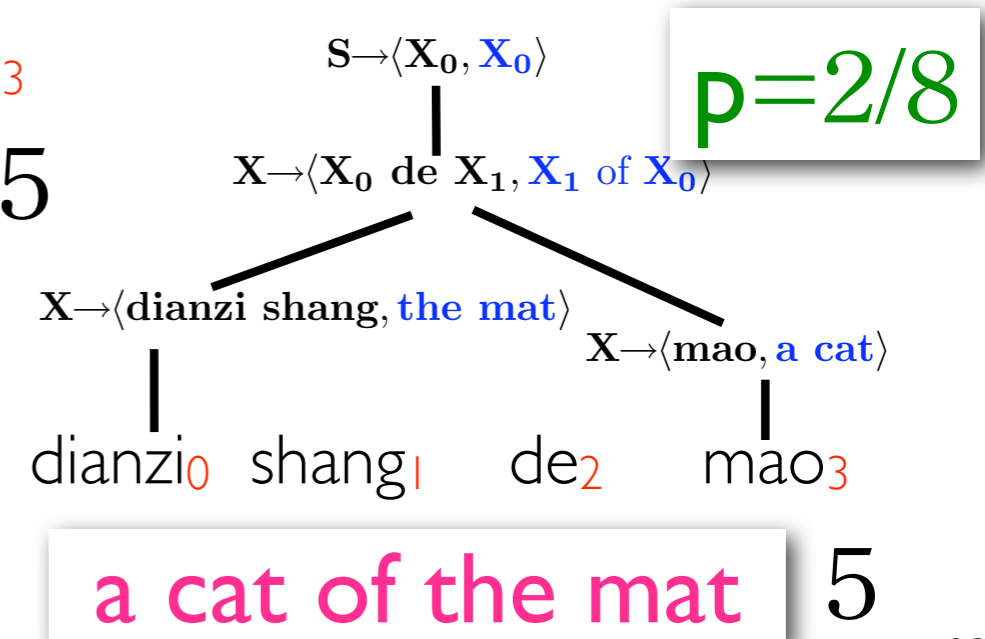 3
S→⟨X₀, X₀⟩
p=2/8
5
X→⟨X₀ de X₁, X₁ of X₀⟩
X→⟨dianzi shang, the mat⟩
X→⟨mao, a cat⟩
dianzi₀ shang₁ de₂ mao₃
a cat of the mat
5